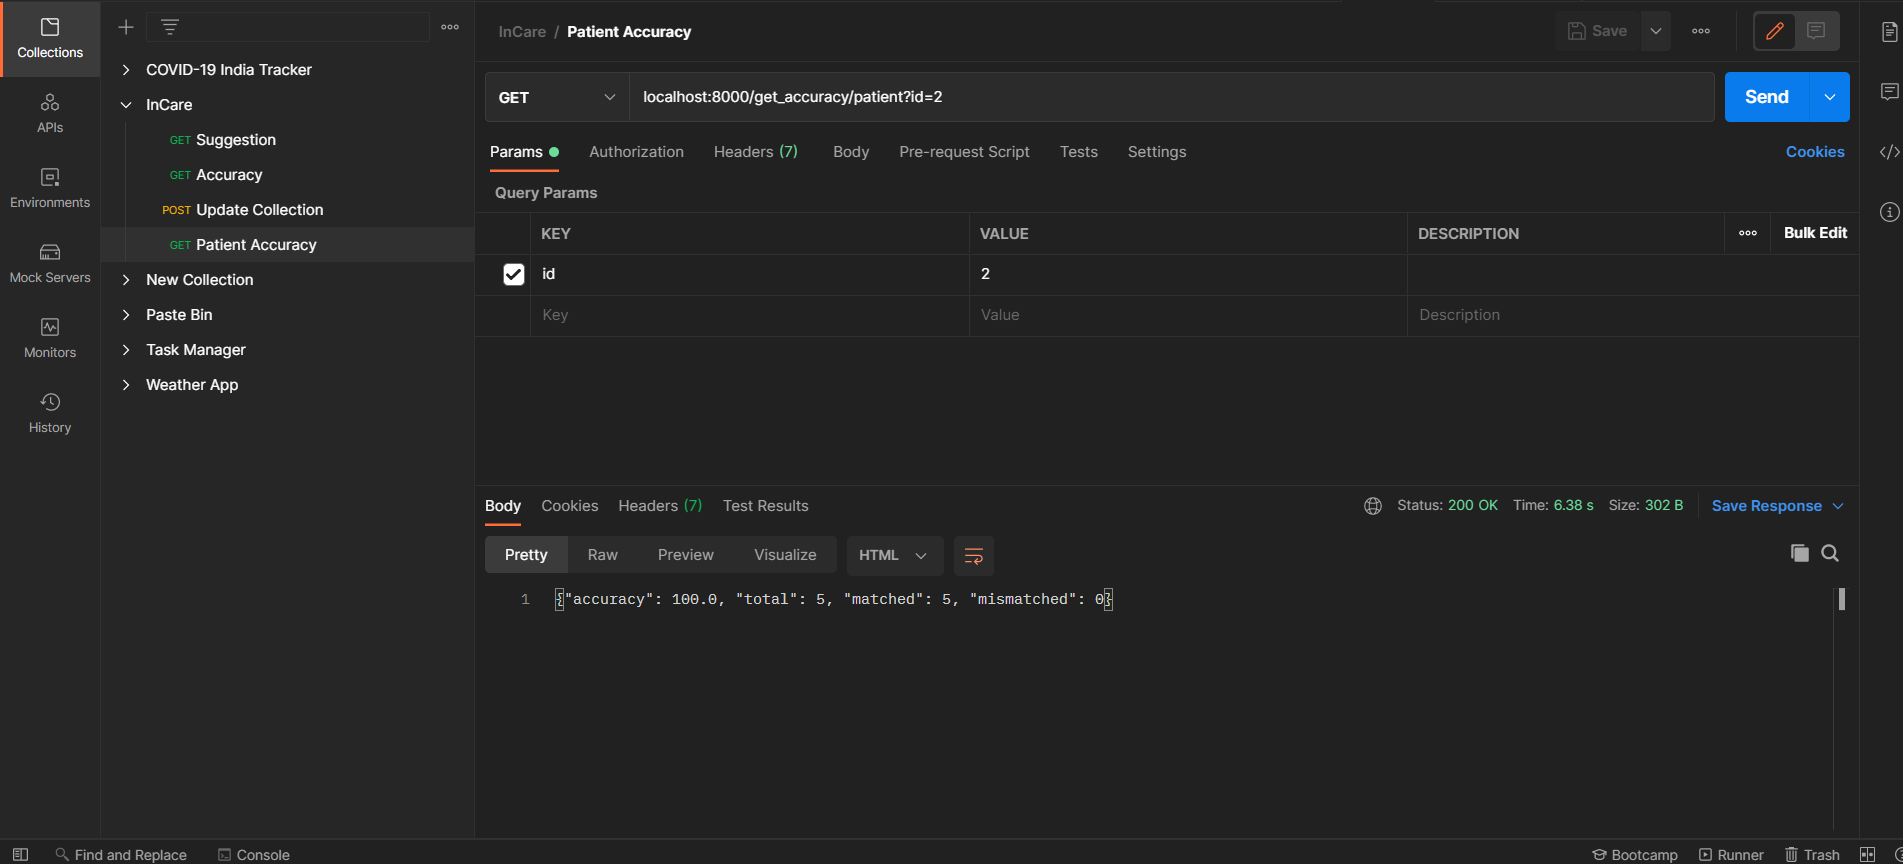 Collections
APIs
Environments
Mock Servers
Monitors
History
COVID-19 India Tracker
InCare
GET Suggestion
GET Accuracy
POST Update Collection
GET Patient Accuracy
New Collection
Paste Bin
Task Manager
Weather App
InCare / Patient Accuracy
Save
GET
localhost:8000/get_accuracy/patient?id=2
Send
Params
Authorization
Headers (7)
Body
Pre-request Script
Tests
Settings
Cookies
Query Params
KEY
VALUE
DESCRIPTION
Bulk Edit
id
2
Key
Value
Description
Body
Cookies
Headers (7)
Test Results
Status: 200 OK
Time: 6.38 s
Size: 302 B
Save Response
Pretty
Raw
Preview
Visualize
HTML
1
{"accuracy": 100.0, "total": 5, "matched": 5, "mismatched": 0}
Find and Replace
Console
Bootcamp
Runner
Trash